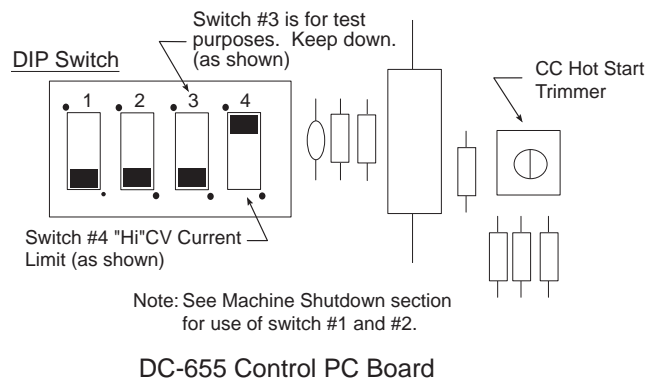 Switch #3 is for test
purposes. Keep down.
(as shown)
DIP Switch
CC Hot Start
Trimmer
1 2 3 4
Switch #4 "Hi"CV Current
Limit (as shown)
Note: See Machine Shutdown section
for use of switch #1 and #2.
DC-655 Control PC Board